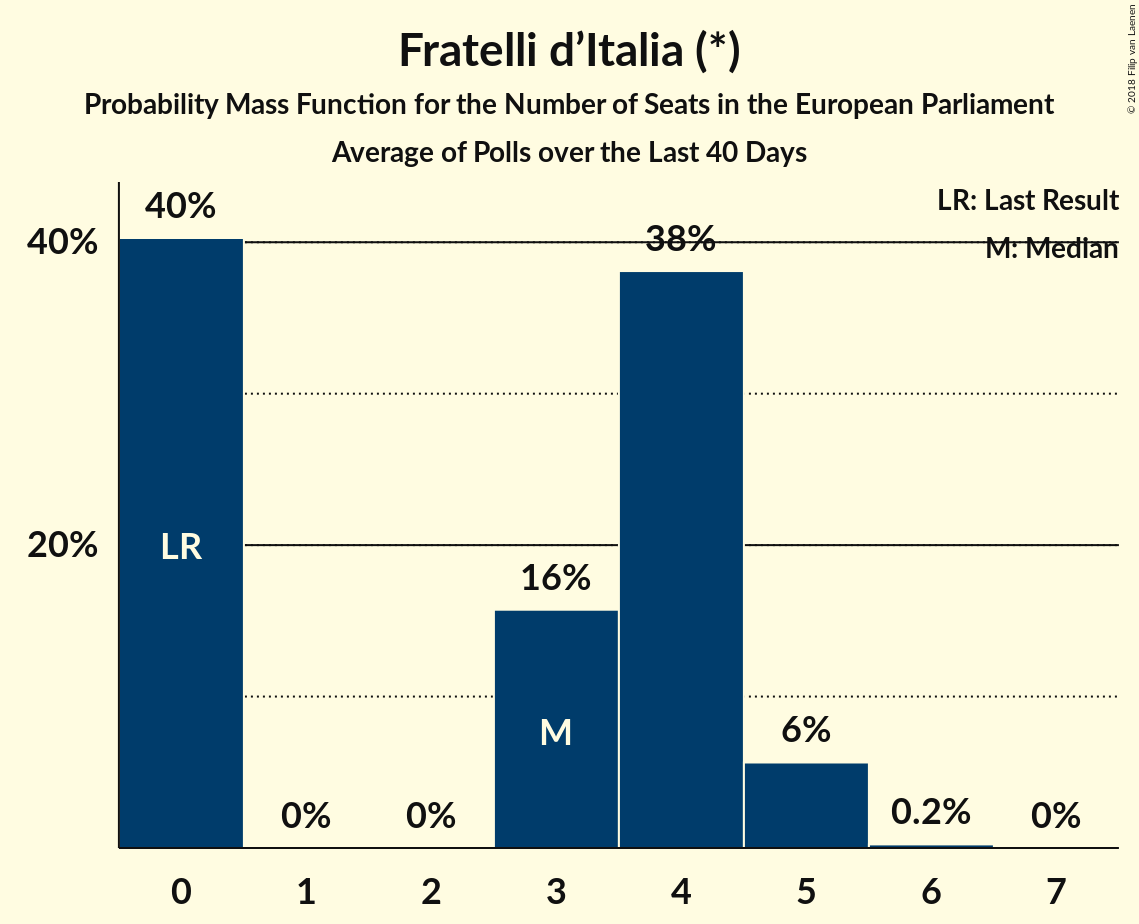 Fratelli d’Italia (*)
Probability Mass Function for the Number of Seats in the European Parliament
Average of Polls over the Last 40 Days
© 2018 Filip van Laenen
LR: Last Result
M: Median
40%
20%
40%
0%
0%
16%
38%
6%
0.2%
0%
LR
M
0 1 2 3 4 5 6 7